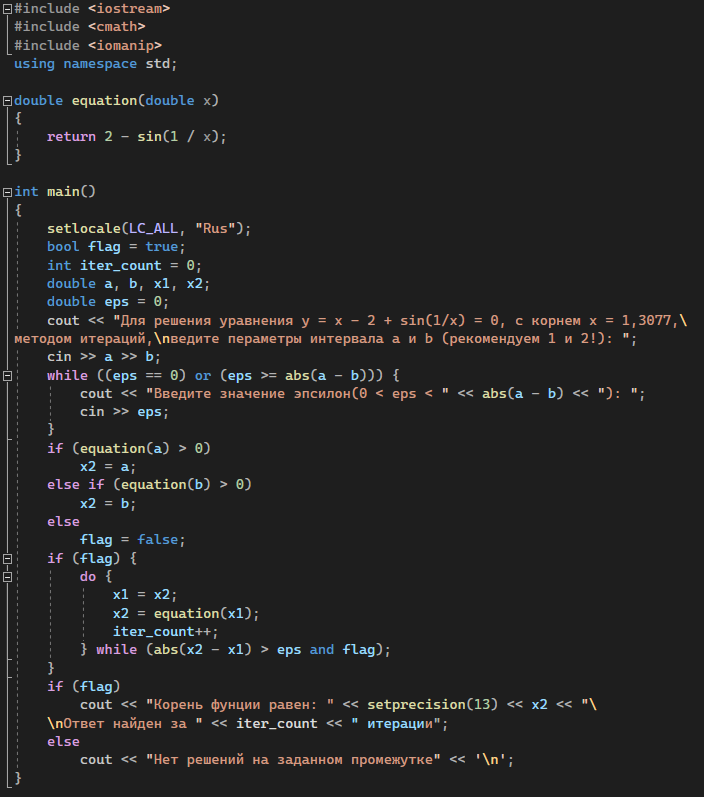 #include <iostream>
#include <cmath>
#include <iomanip>
using namespace std;
double equation(double x)
{
return 2 - sin(1 / x);
}
int main()
{
setlocale(LC_ALL, "Rus");
bool flag = true;
int iter_count = 0;
double a, b, x1, x2;
double eps = 0;
cout << "Для решения уравнения y = x - 2 + sin(1/x) = 0, с корнем x = 1,3077,\
методом итераций,\nведите параметры интервала a и b (рекомендуем 1 и 2!): ";
cin >> a >> b;
while ((eps == 0) or (eps >= abs(a - b))) {
cout << "Введите значение эпсилон(0 < eps < " << abs(a - b) << "): ";
cin >> eps;
}
if (equation(a) > 0)
x2 = a;
else if (equation(b) > 0)
x2 = b;
else
flag = false;
if (flag) {
do {
x1 = x2;
x2 = equation(x1);
iter_count++;
} while (abs(x2 - x1) > eps and flag);
}
if (flag)
cout << "Корень фунции равен: " << setprecision(13) << x2 << "\
\nОтвет найден за " << iter_count << " итерации";
else
cout << "Нет решений на заданном промежутке" << '\n';
}